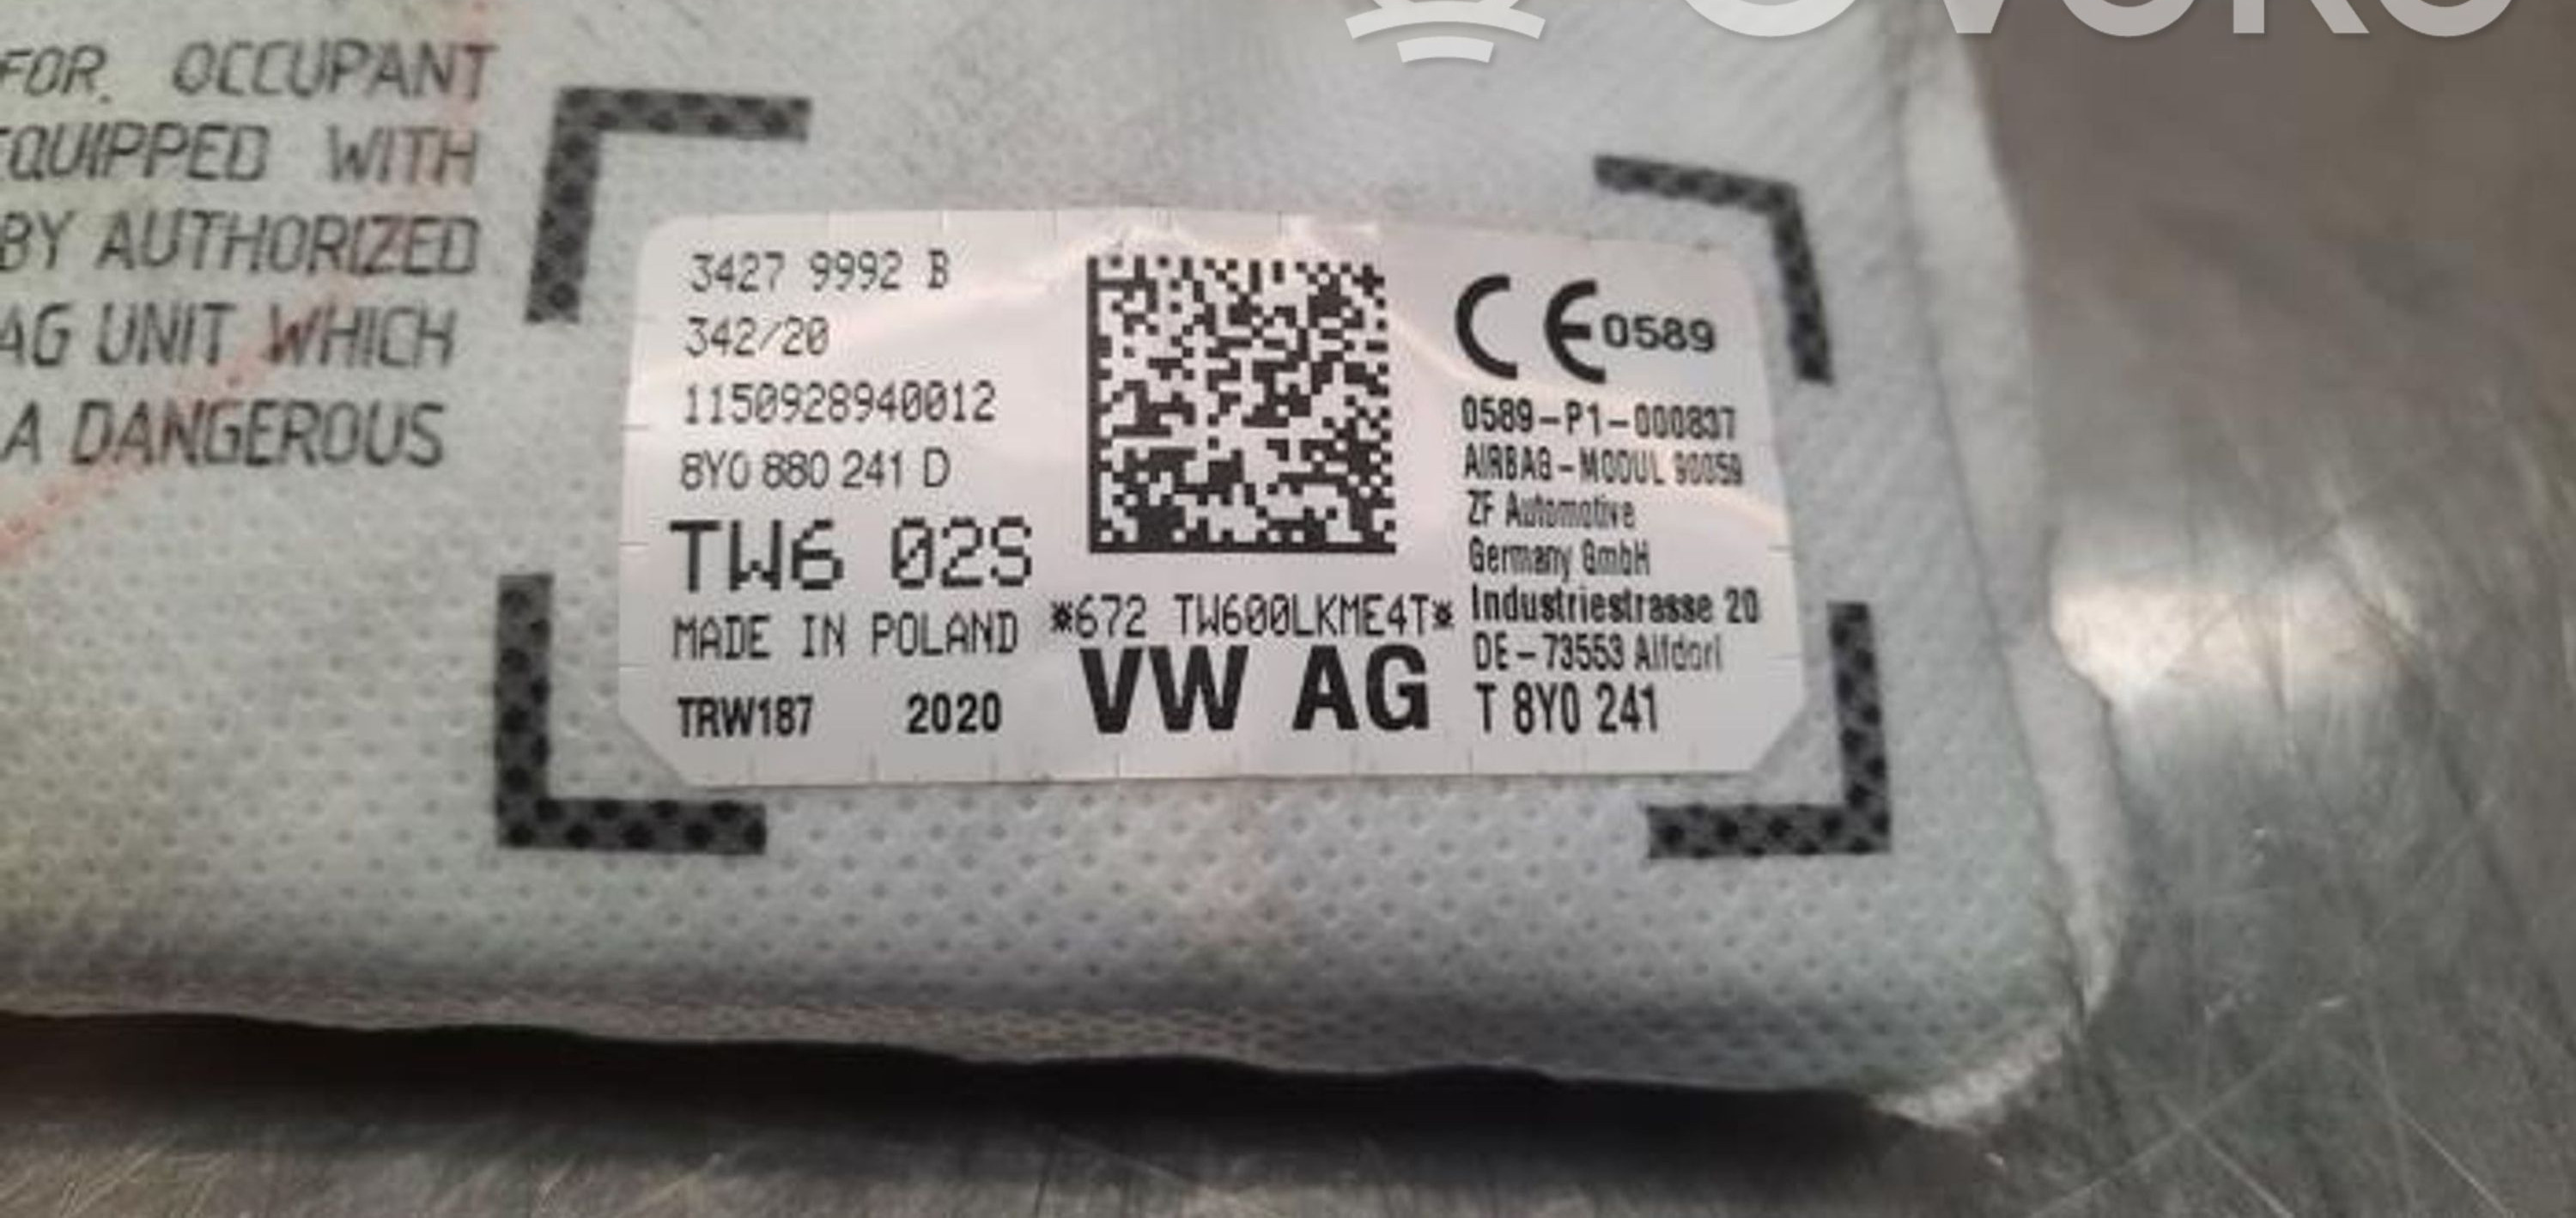 FOR OCCUPANT
EQUIPPED WITH
BY AUTHORIZED
AG UNIT WHICH
A DANGEROUS
3427 9992 B
342/20
1150928940012
8Y0 880 241 D
TW6 02S
MADE IN POLAND
TRW187 2020
*672 TW600LKME4T*
VW AG
CE 0589
0589-P1-000837
AIRBAG-MODUL 90059
ZF Automotive
Germany GmbH
Industriestrasse 20
DE-73553 Alfdorf
T 8Y0 241